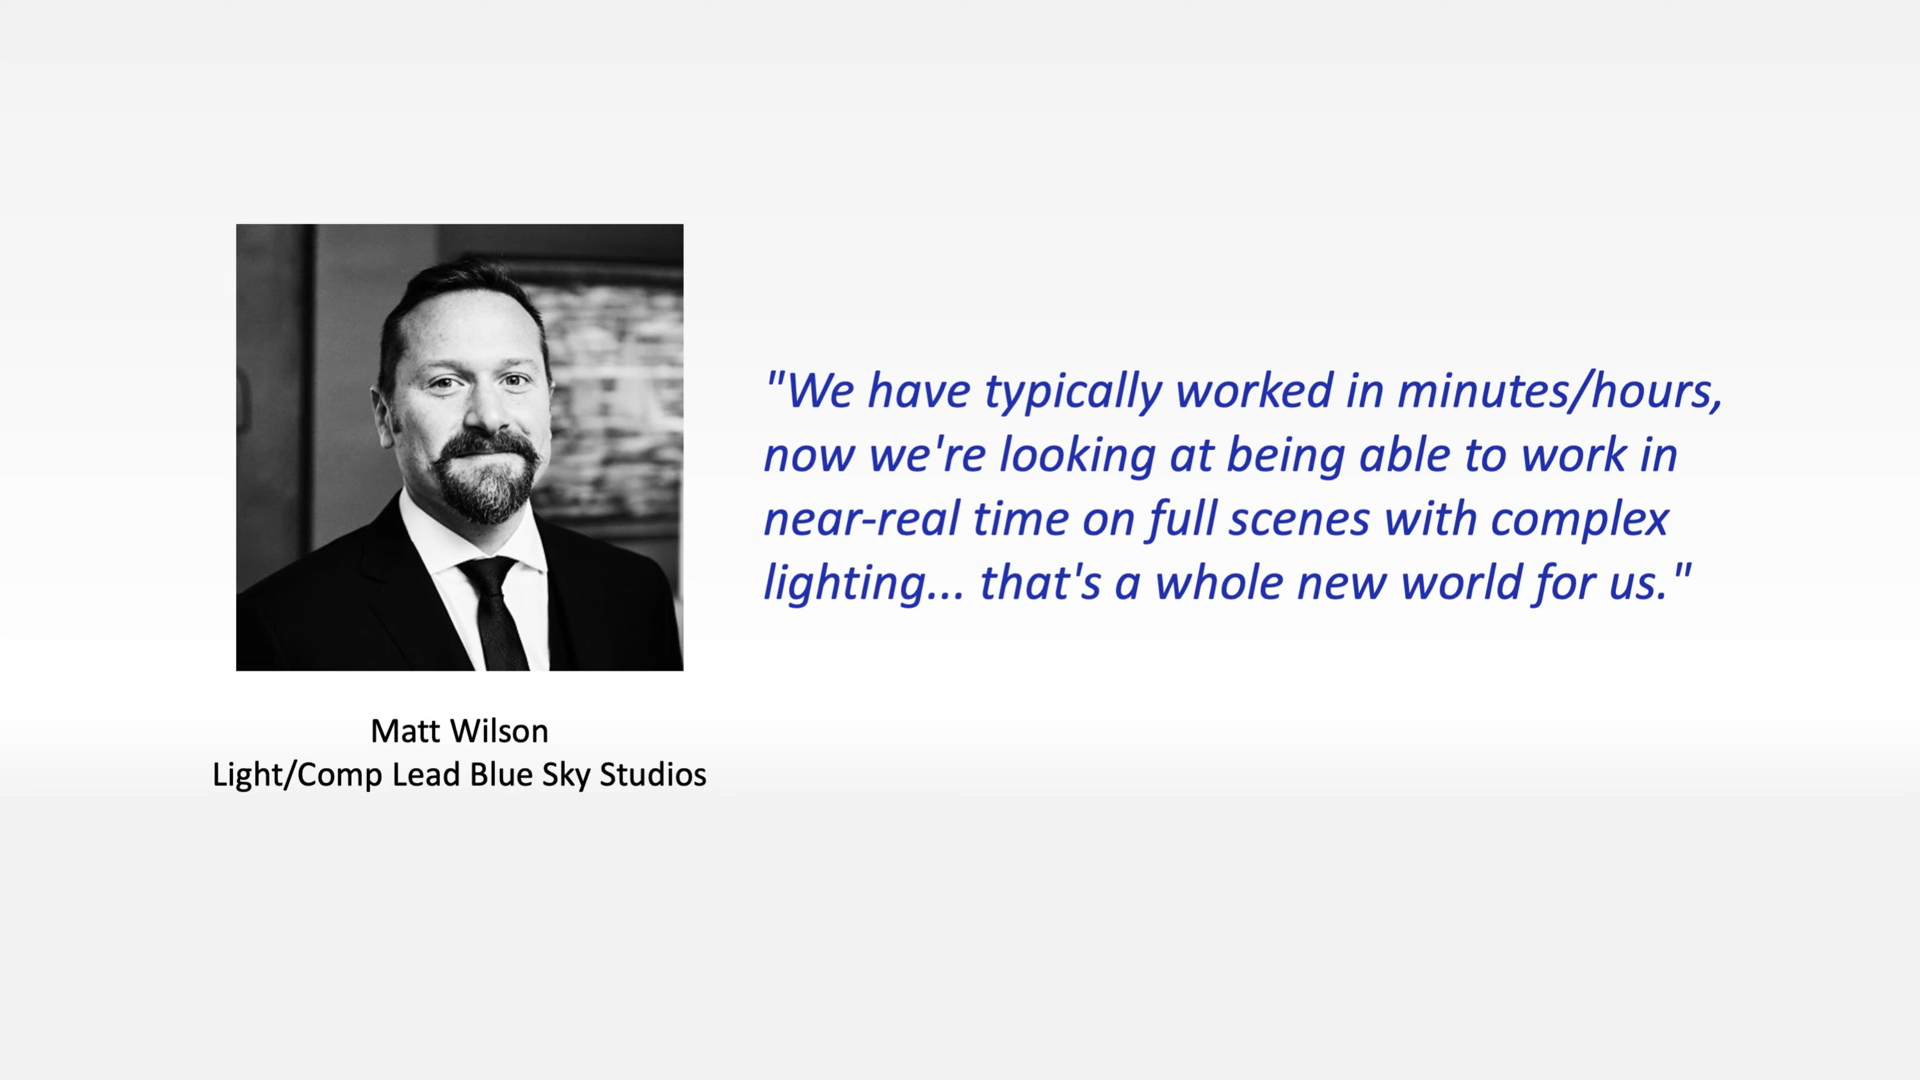 "We have typically worked in minutes/hours,
now we're looking at being able to work in
near-real time on full scenes with complex
lighting... that's a whole new world for us."
Matt Wilson
Light/Comp Lead Blue Sky Studios